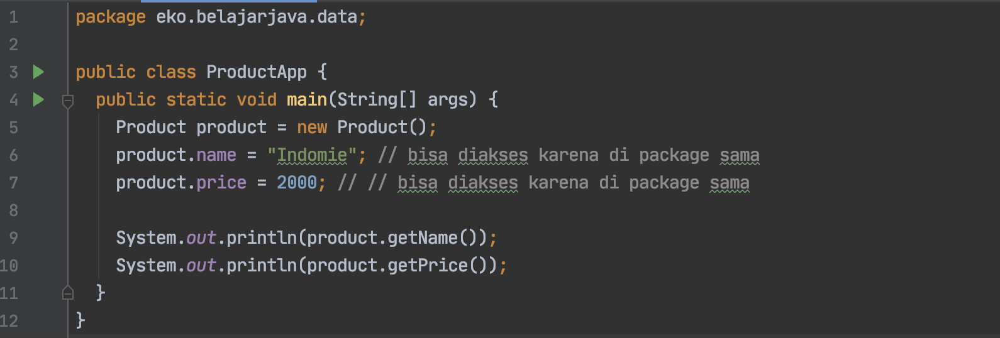 1 package eko.belajarjava.data;
2
3 public class ProductApp {
4 public static void main(String[] args) {
5 Product product = new Product();
6 product.name = "Indomie"; // bisa diakses karena di package sama
7 product.price = 2000; // // bisa diakses karena di package sama
8
9 System.out.println(product.getName());
10 System.out.println(product.getPrice());
11 }
12 }